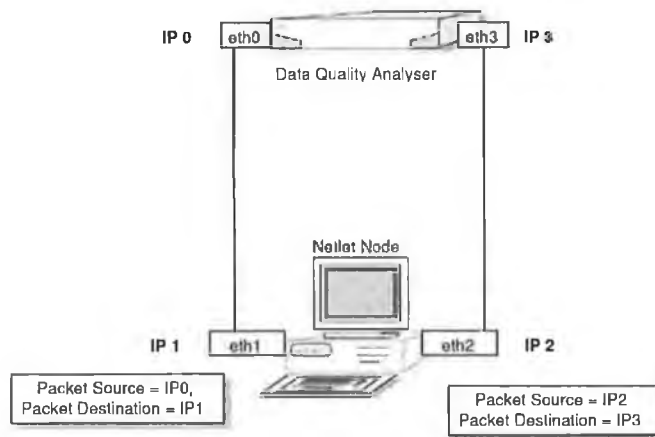 IP 0 eth0 eth3 IP 3
Data Quality Analyser
Netlet Node
IP 1 eth1 eth2 IP 2
Packet Source = IP0,
Packet Destination = IP1
Packet Source = IP2
Packet Destination = IP3